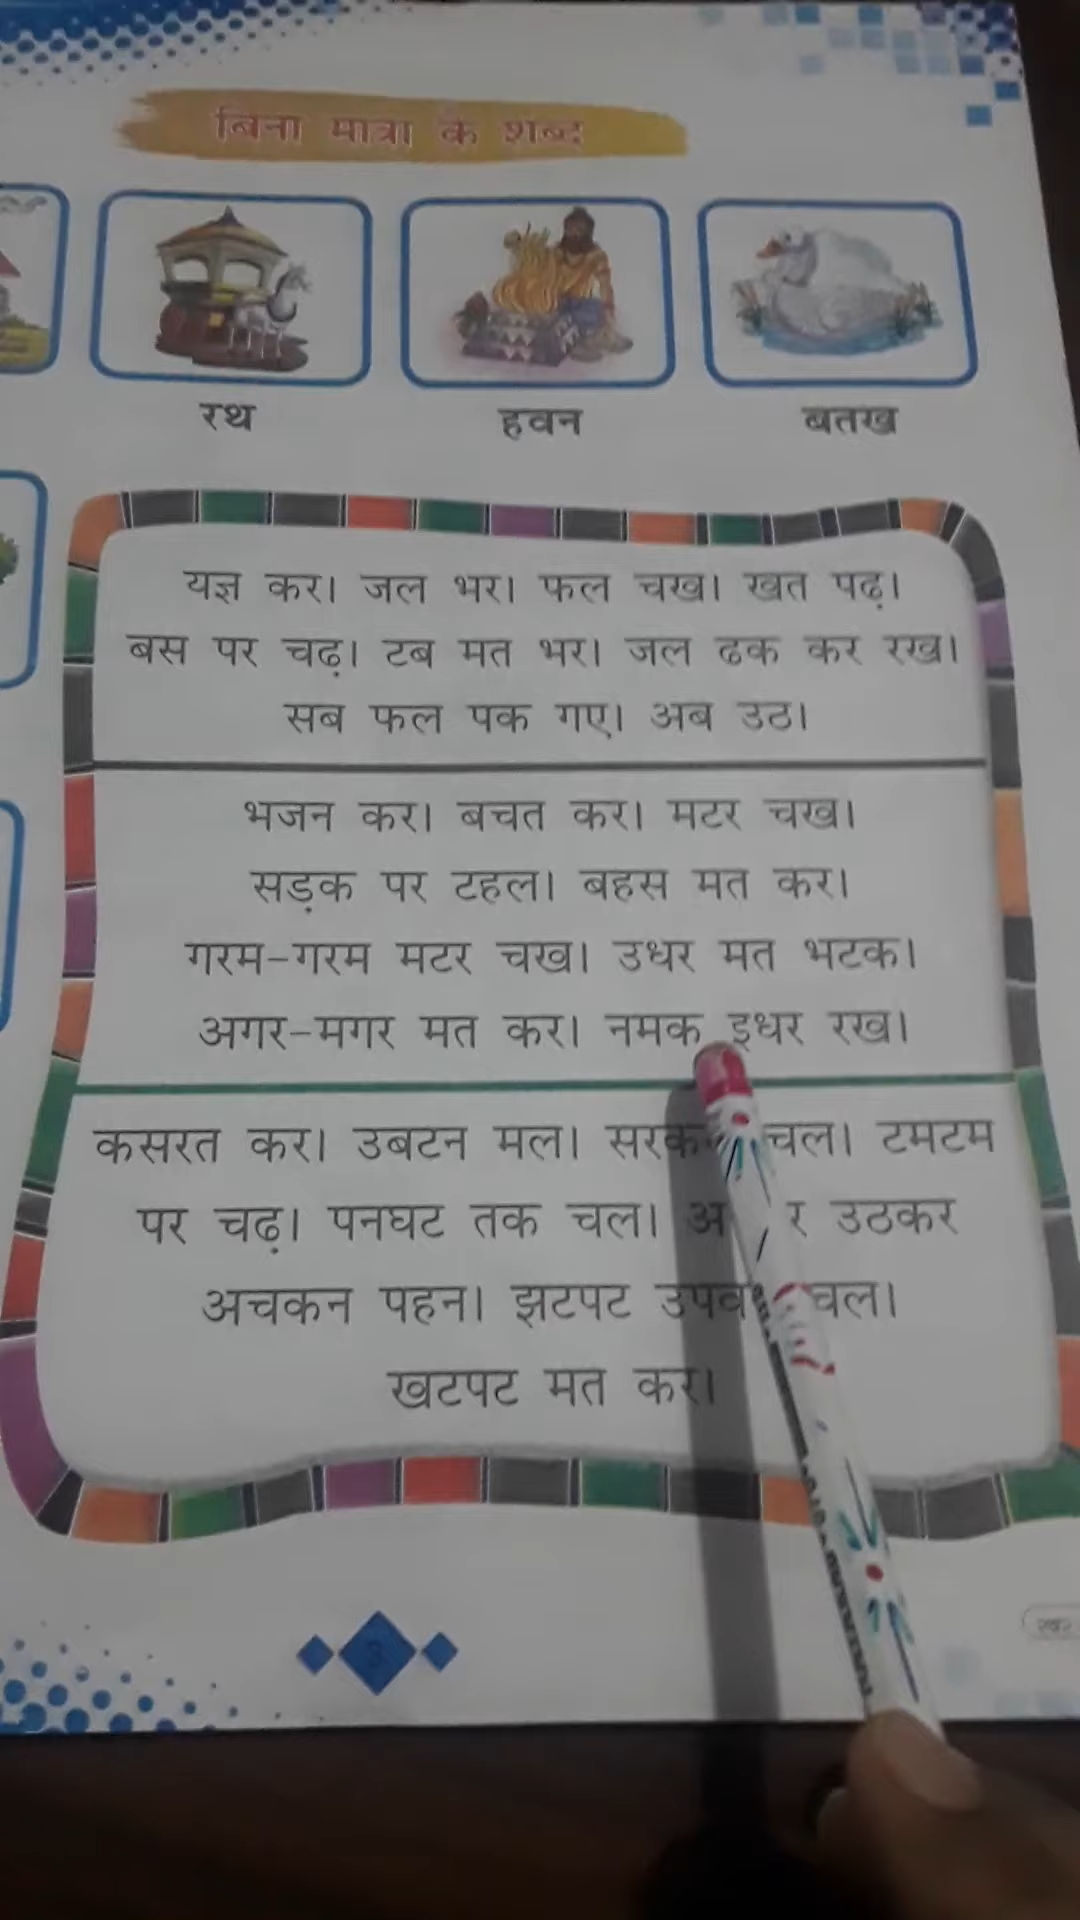 बिना मात्रा के शब्द
रथ हवन बतख
यज्ञ कर। जल भर। फल चख। खत पढ़।
बस पर चढ़। टब मत भर। जल ढक कर रख।
सब फल पक गए। अब उठ।
भजन कर। बचत कर। मटर चख।
सड़क पर टहल। बहस मत कर।
गरम-गरम मटर चख। उधर मत भटक।
अगर-मगर मत कर। नमक इधर रख।
कसरत कर। उबटन मल। चल। टमटम
पर चढ़। पनघट तक चल। उठकर
अचकन पहन। झटपट चल।
खटपट मत कर।